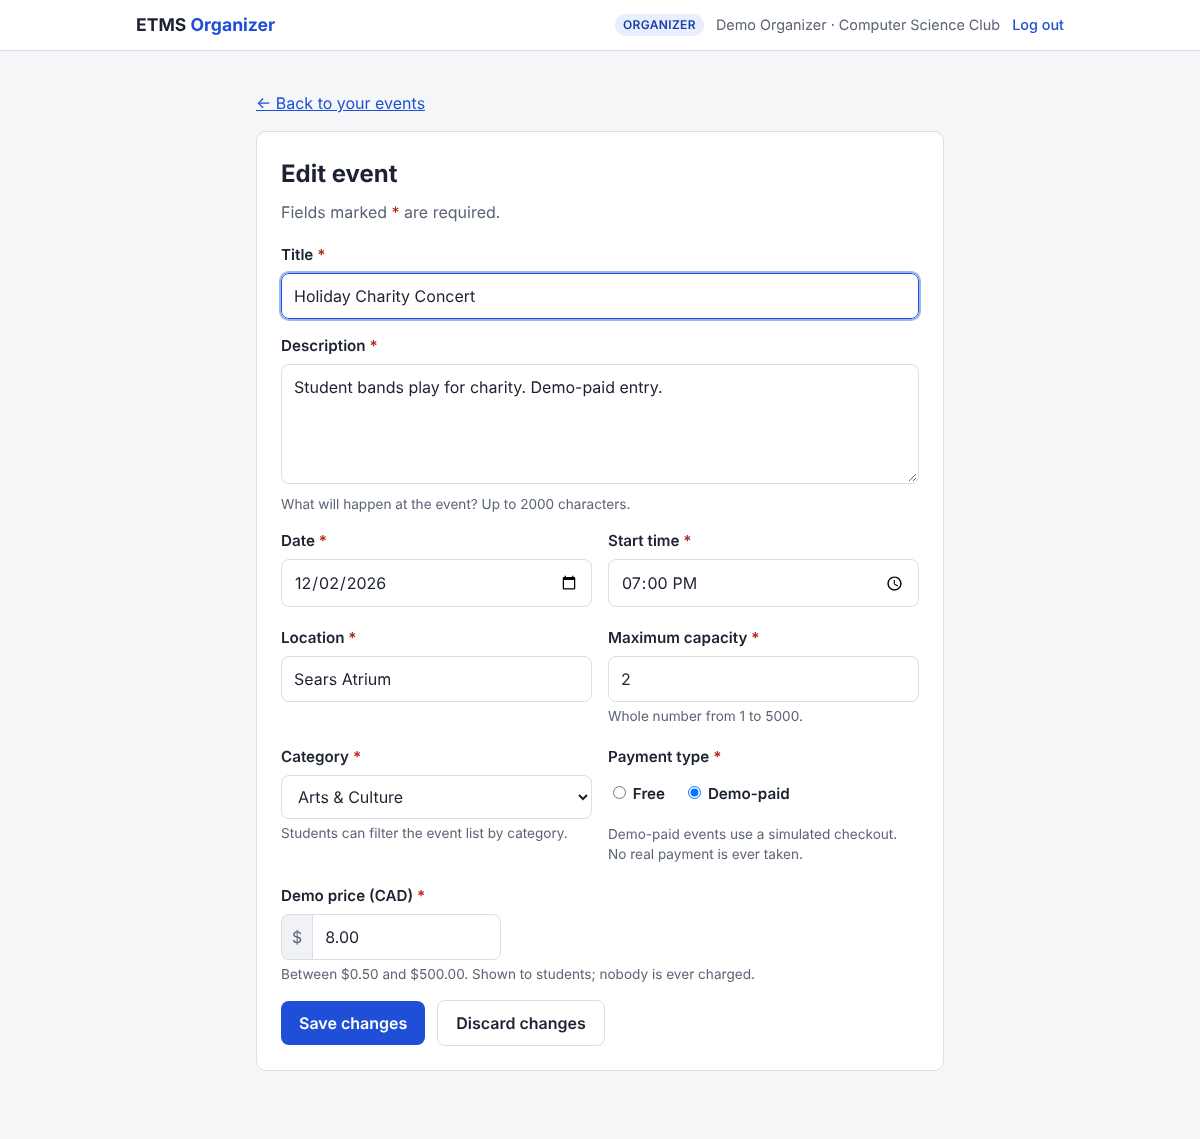 ETMS Organizer
ORGANIZER Demo Organizer · Computer Science Club Log out
← Back to your events
Edit event
Fields marked * are required.
Title *
Holiday Charity Concert
Description *
Student bands play for charity. Demo-paid entry.
What will happen at the event? Up to 2000 characters.
Date *
12/02/2026
Start time *
07:00 PM
Location *
Sears Atrium
Maximum capacity *
2
Whole number from 1 to 5000.
Category *
Arts & Culture
Students can filter the event list by category.
Payment type *
Free Demo-paid
Demo-paid events use a simulated checkout.
No real payment is ever taken.
Demo price (CAD) *
$ 8.00
Between $0.50 and $500.00. Shown to students; nobody is ever charged.
Save changes Discard changes